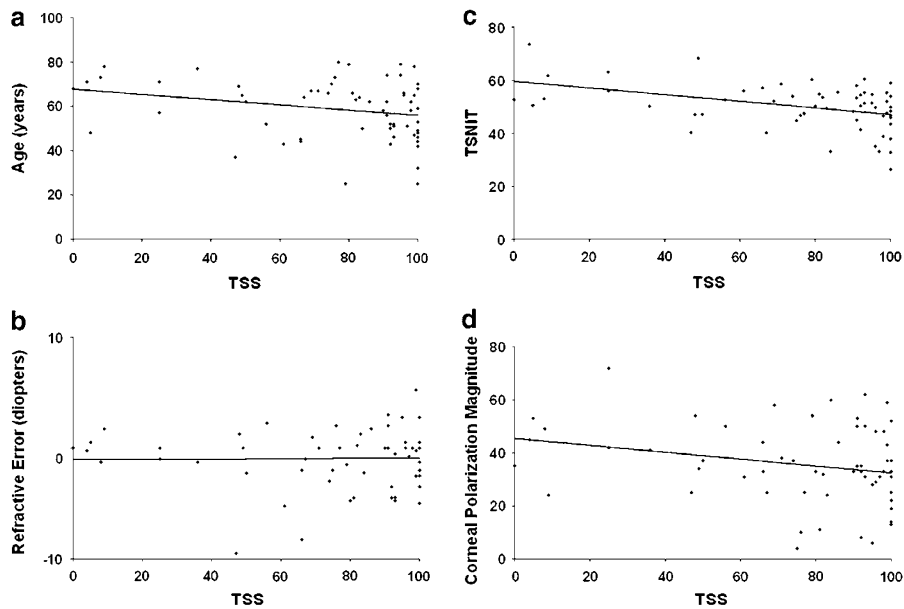 a
100
80
60
40
20
0
Age (years)
0 20 40 60 80 100
TSS
b
10
0
-10
Refractive Error (diopters)
0 20 40 60 80 100
TSS
c
80
60
40
20
0
TSNIT
0 20 40 60 80 100
TSS
d
80
60
40
20
0
Corneal Polarization Magnitude
0 20 40 60 80 100
TSS